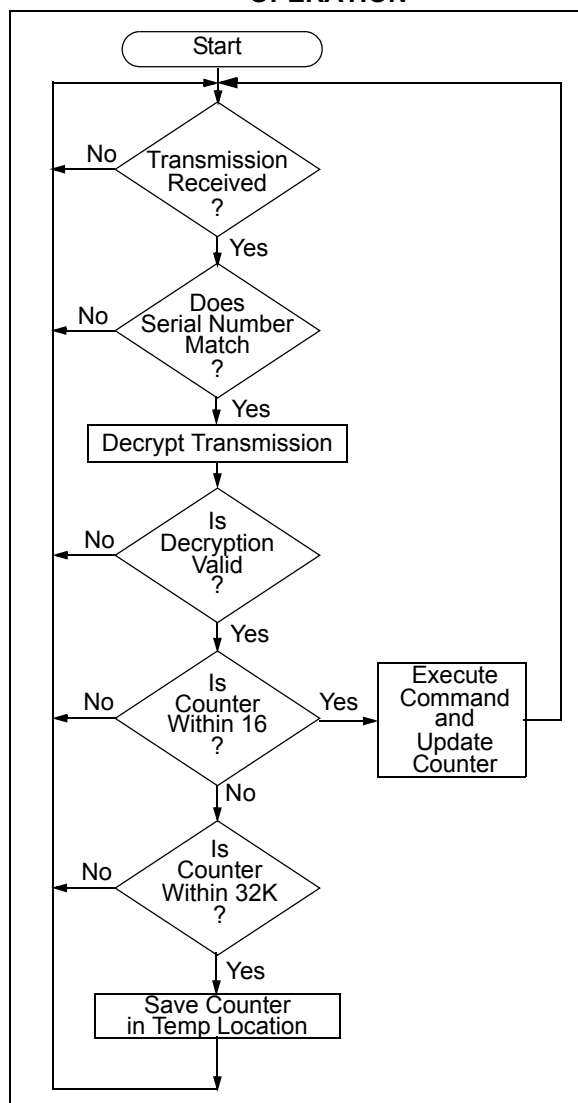 OPERATION
Start
No
Transmission
Received
?
Yes
No
Does
Serial Number
Match
?
Yes
Decrypt Transmission
No
Is
Decryption
Valid
?
Yes
No
Is
Counter
Within 16
?
Yes
Execute
Command
and
Update
Counter
No
No
Is
Counter
Within 32K
?
Yes
Save Counter
in Temp Location